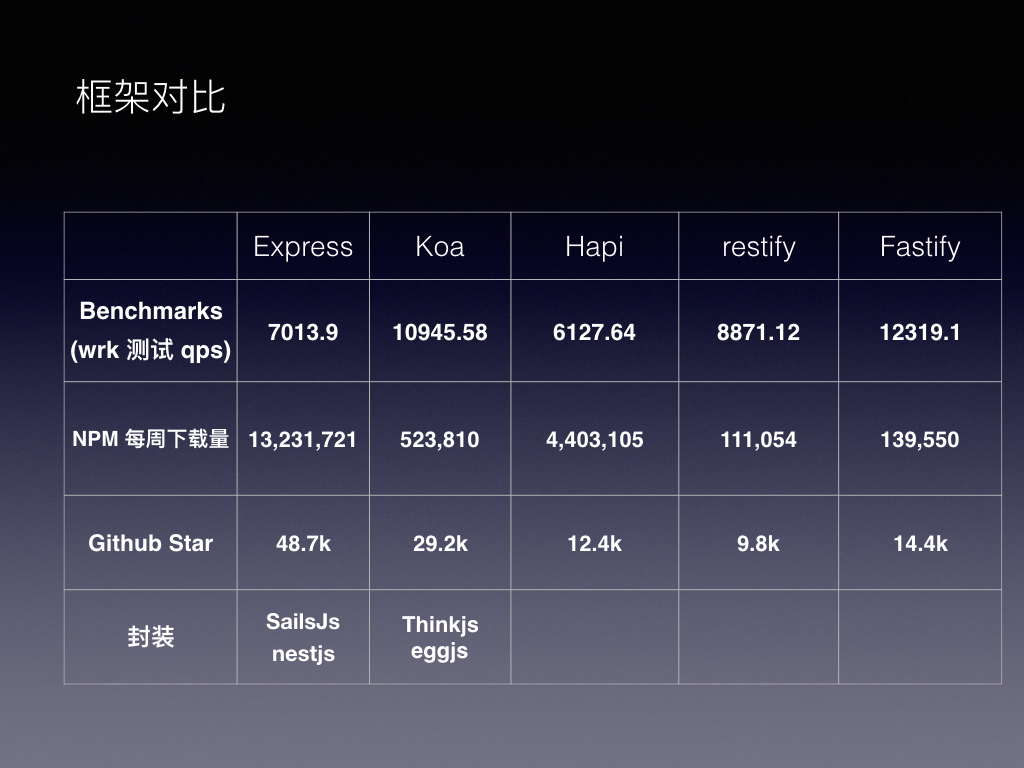 框架对比
Express Koa Hapi restify Fastify
Benchmarks
(wrk 测试 qps) 7013.9 10945.58 6127.64 8871.12 12319.1
NPM 每周下载量 13,231,721 523,810 4,403,105 111,054 139,550
Github Star 48.7k 29.2k 12.4k 9.8k 14.4k
封装
SailsJs
nestjs
Thinkjs
eggjs